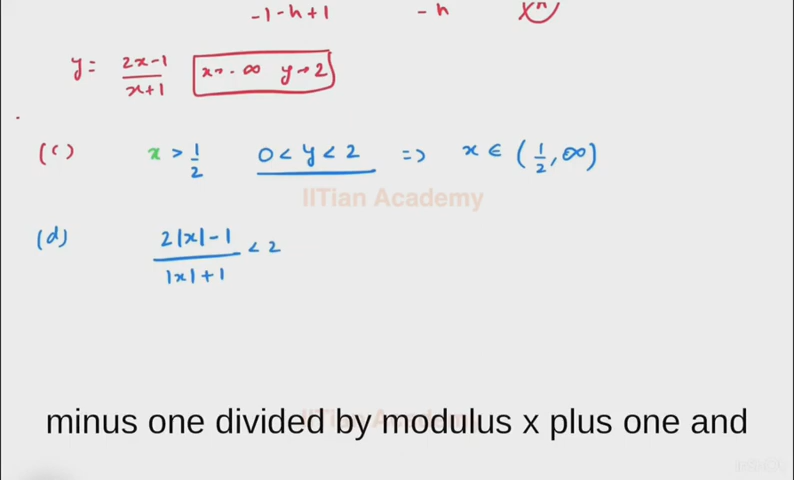 -1-h+1 -h
y = 2x-1/x+1 x→-∞ y→2
(c) x > 1/2 0 < y < 2 => x ∈ (1/2, ∞)
IITian Academy
(d) 2|x|-1/|x|+1 < 2
minus one divided by modulus x plus one and